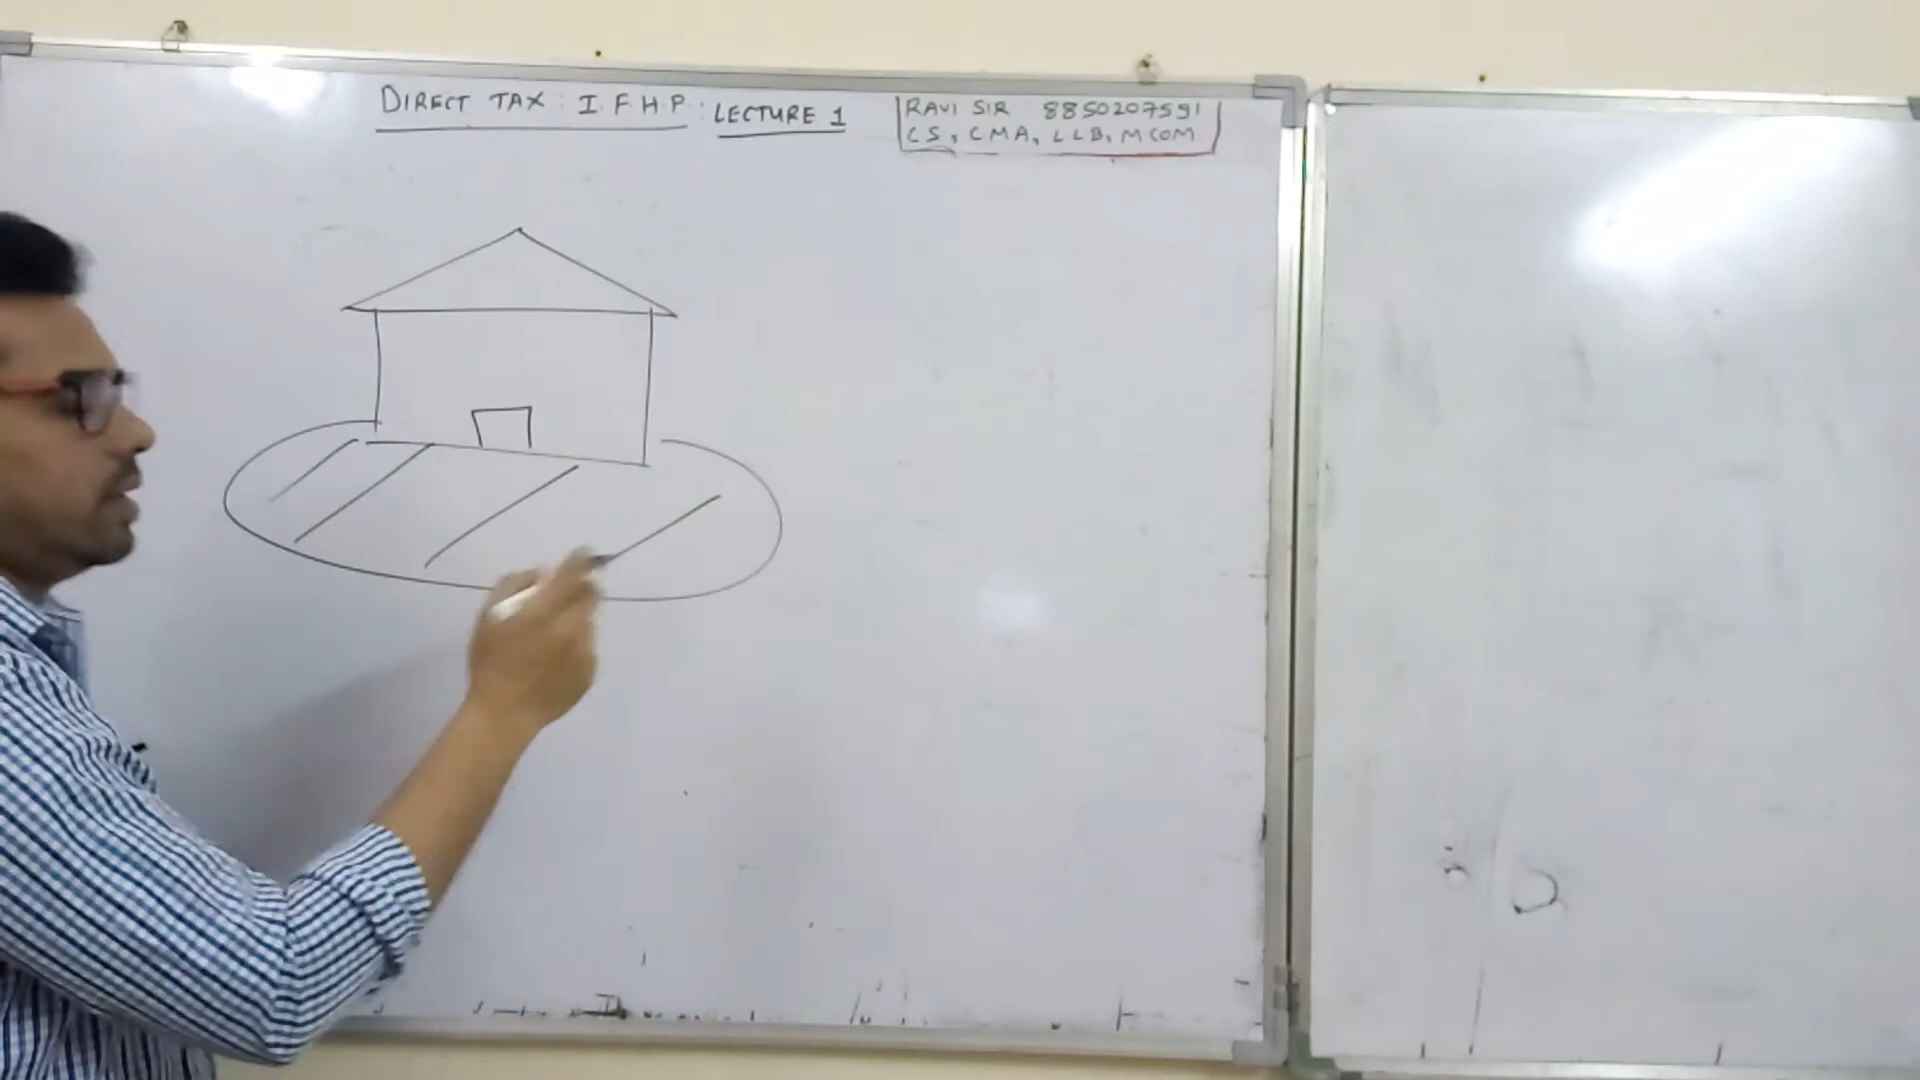 DIRECT TAX : I.F.H.P : LECTURE 1
RAVI SIR 8850207591
CS, CMA, LLB, MCOM